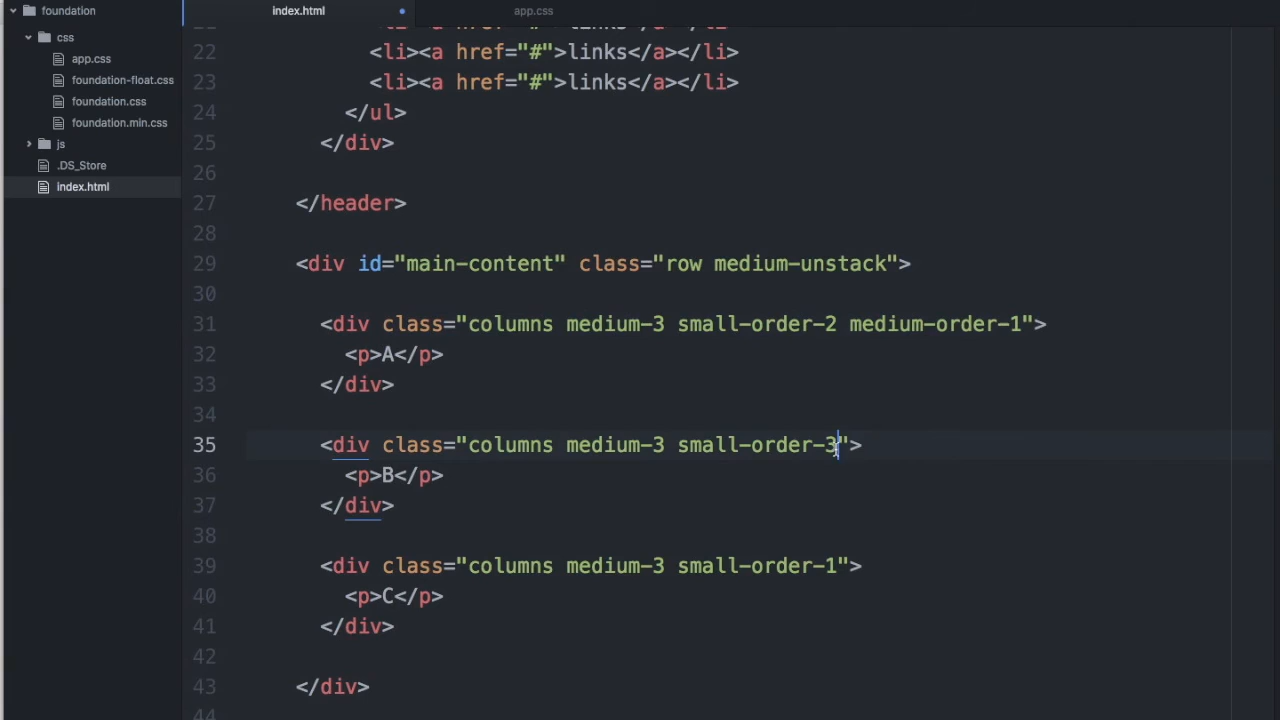 foundation
css
app.css
foundation-float.css
foundation.css
foundation.min.css
js
.DS_Store
index.html
index.html
app.css
22 <li><a href="#">links</a></li>
23 <li><a href="#">links</a></li>
24 </ul>
25 </div>
26
27 </header>
28
29 <div id="main-content" class="row medium-unstack">
30
31 <div class="columns medium-3 small-order-2 medium-order-1">
32 <p>A</p>
33 </div>
34
35 <div class="columns medium-3 small-order-3">
36 <p>B</p>
37 </div>
38
39 <div class="columns medium-3 small-order-1">
40 <p>C</p>
41 </div>
42
43 </div>
44